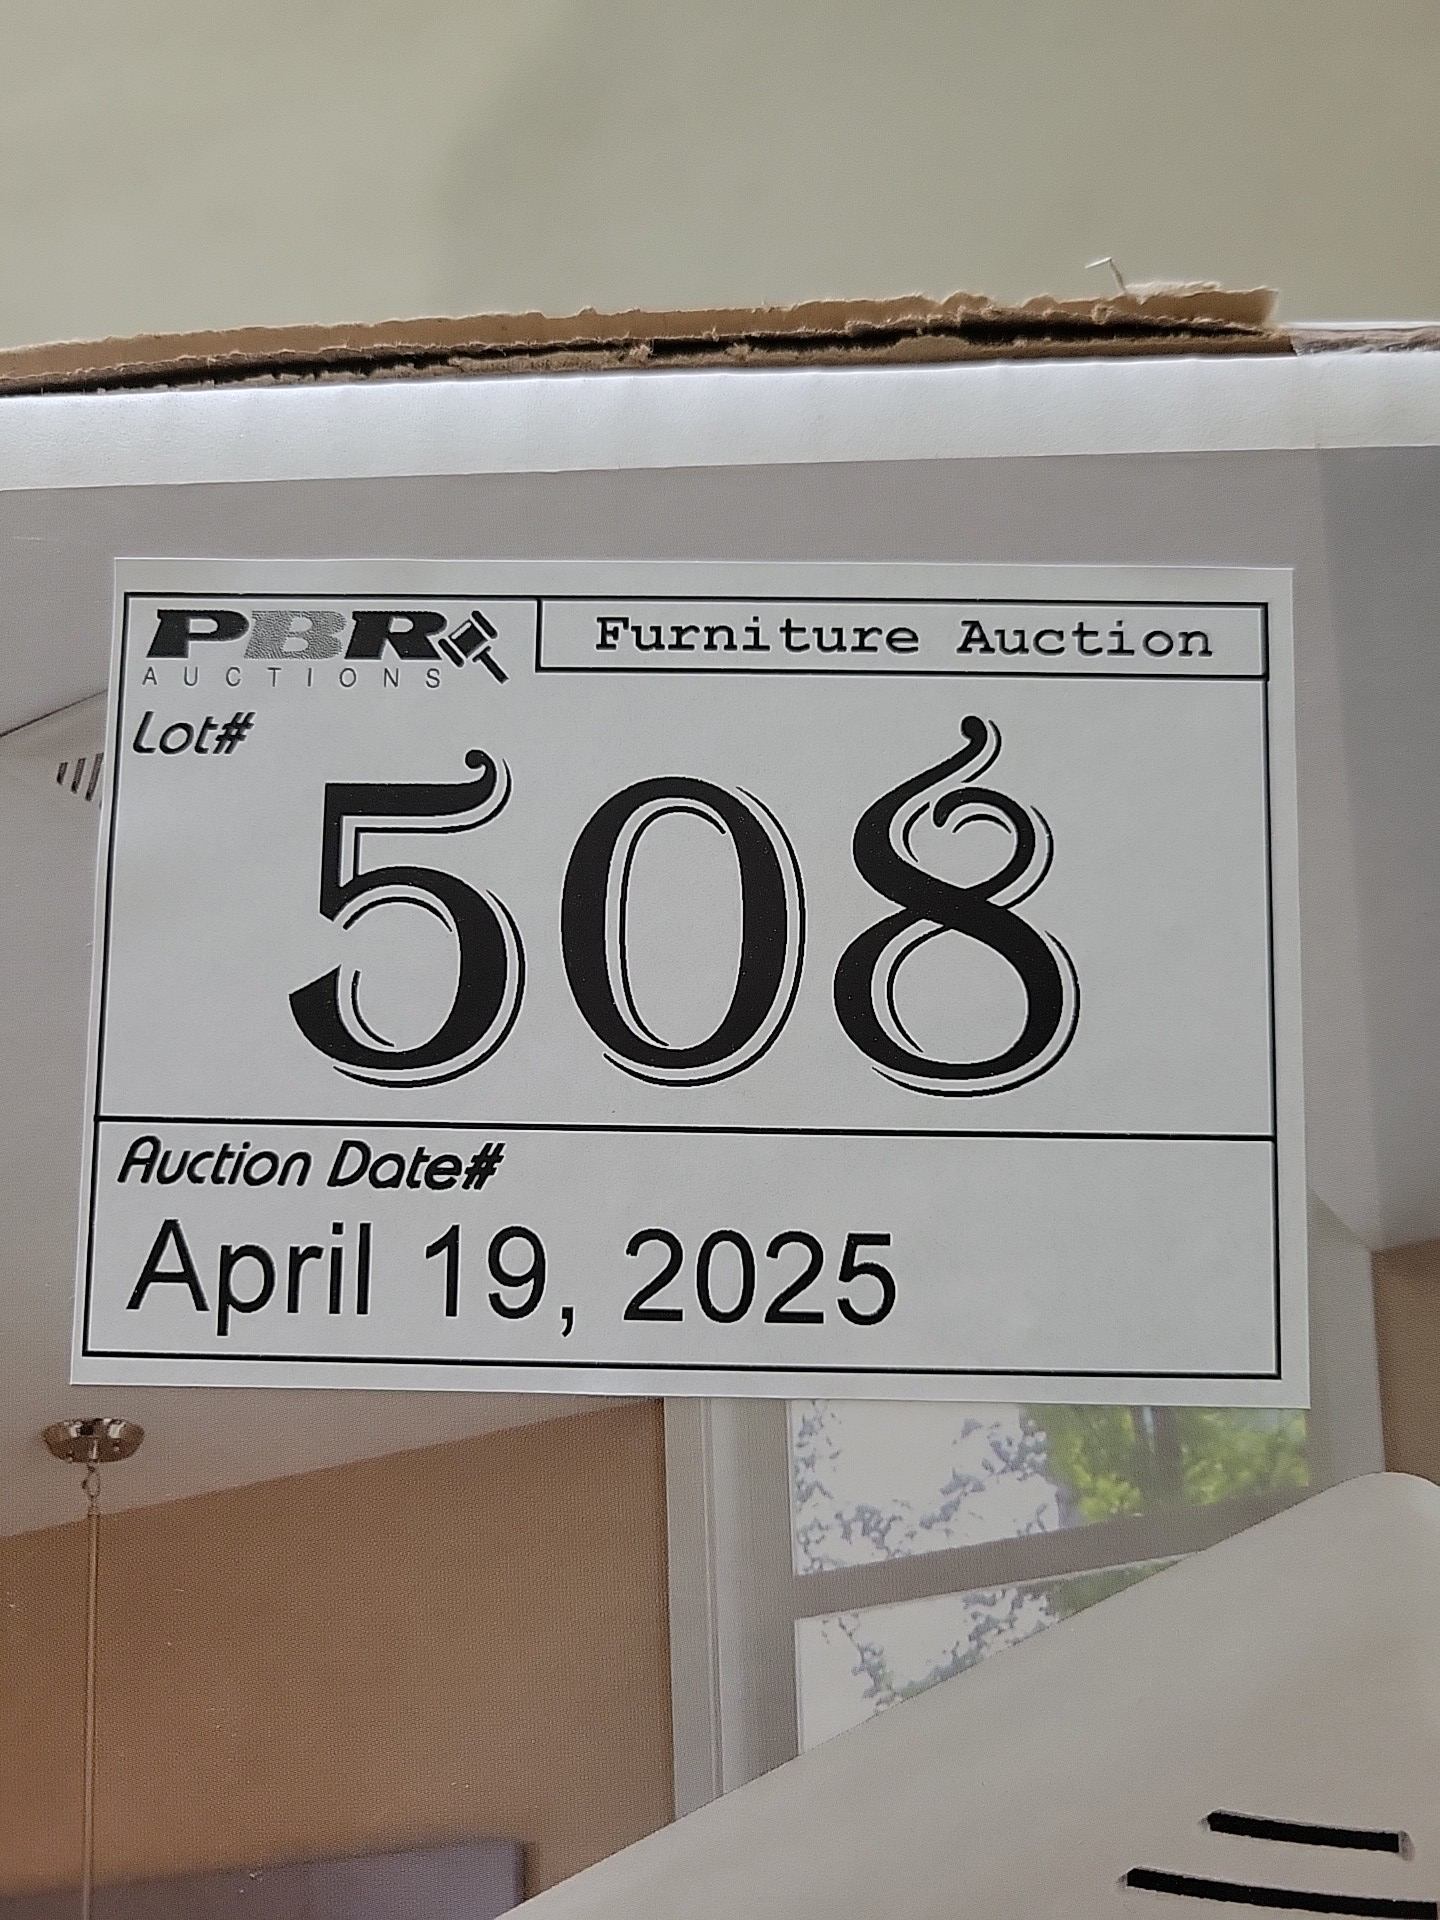 PBR
AUCTIONS
Furniture Auction
Lot#
508
Auction Date#
April 19, 2025